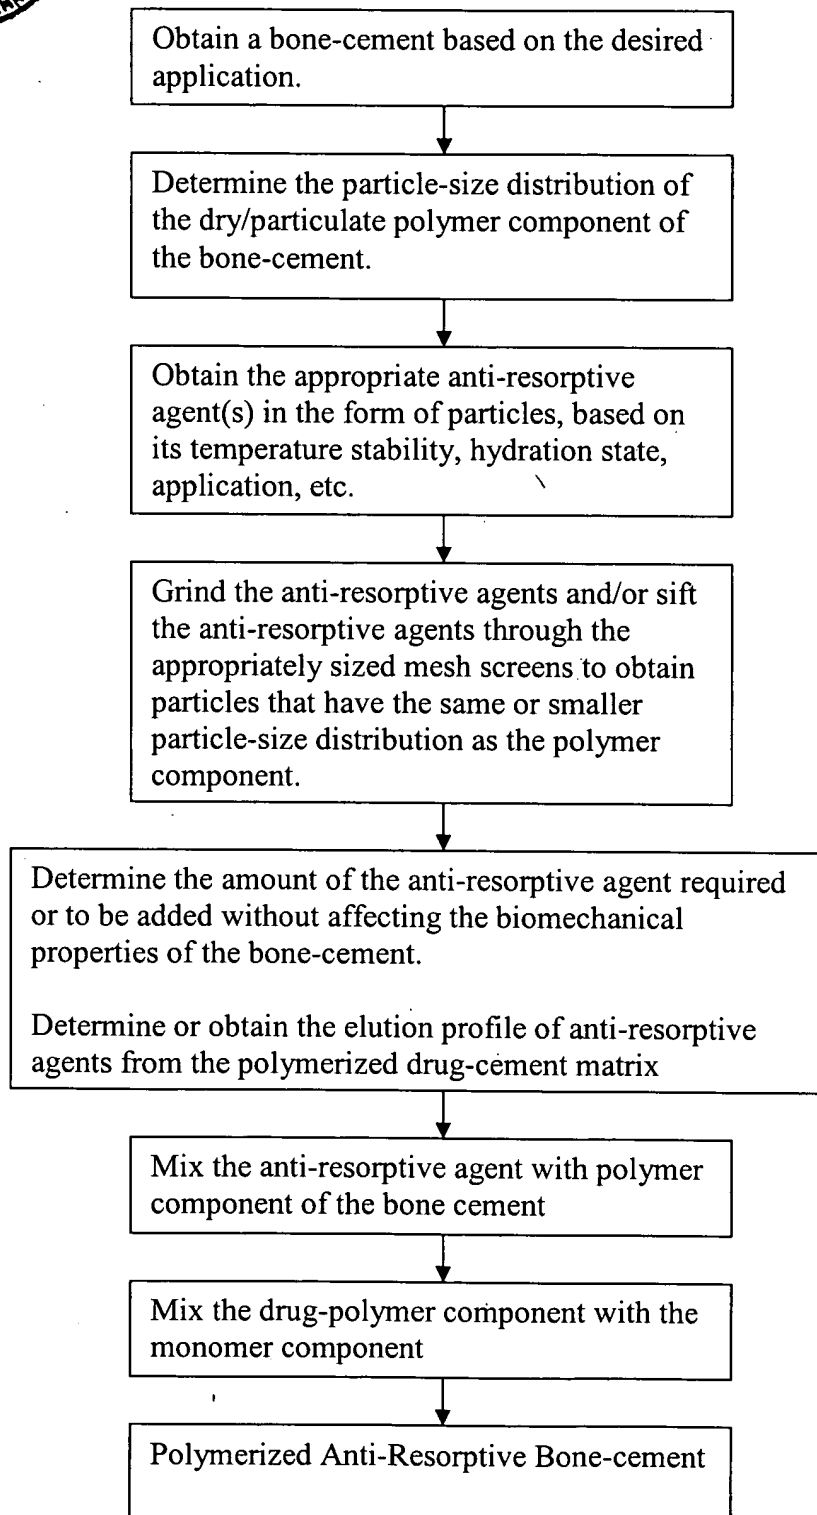 Obtain a bone-cement based on the desired
application.
Determine the particle-size distribution of
the dry/particulate polymer component of
the bone-cement.
Obtain the appropriate anti-resorptive
agent(s) in the form of particles, based on
its temperature stability, hydration state,
application, etc.
Grind the anti-resorptive agents and/or sift
the anti-resorptive agents through the
appropriately sized mesh screens to obtain
particles that have the same or smaller
particle-size distribution as the polymer
component.
Determine the amount of the anti-resorptive agent required
or to be added without affecting the biomechanical
properties of the bone-cement.
Determine or obtain the elution profile of anti-resorptive
agents from the polymerized drug-cement matrix
Mix the anti-resorptive agent with polymer
component of the bone cement
Mix the drug-polymer component with the
monomer component
Polymerized Anti-Resorptive Bone-cement